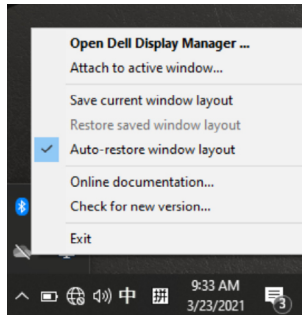 Open Dell Display Manager ...
Attach to active window...
Save current window layout
Restore saved window layout
Auto-restore window layout
Online documentation...
Check for new version...
Exit
中 拼 9:33 AM
3/23/2021
3